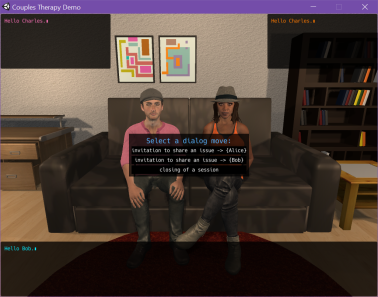 Couples Therapy Demo
Hello Charles.
Hello Charles.
Select a dialog move:
invitation to share an issue -> {Alice}
invitation to share an issue -> {Bob}
closing of a session
Hello Bob.